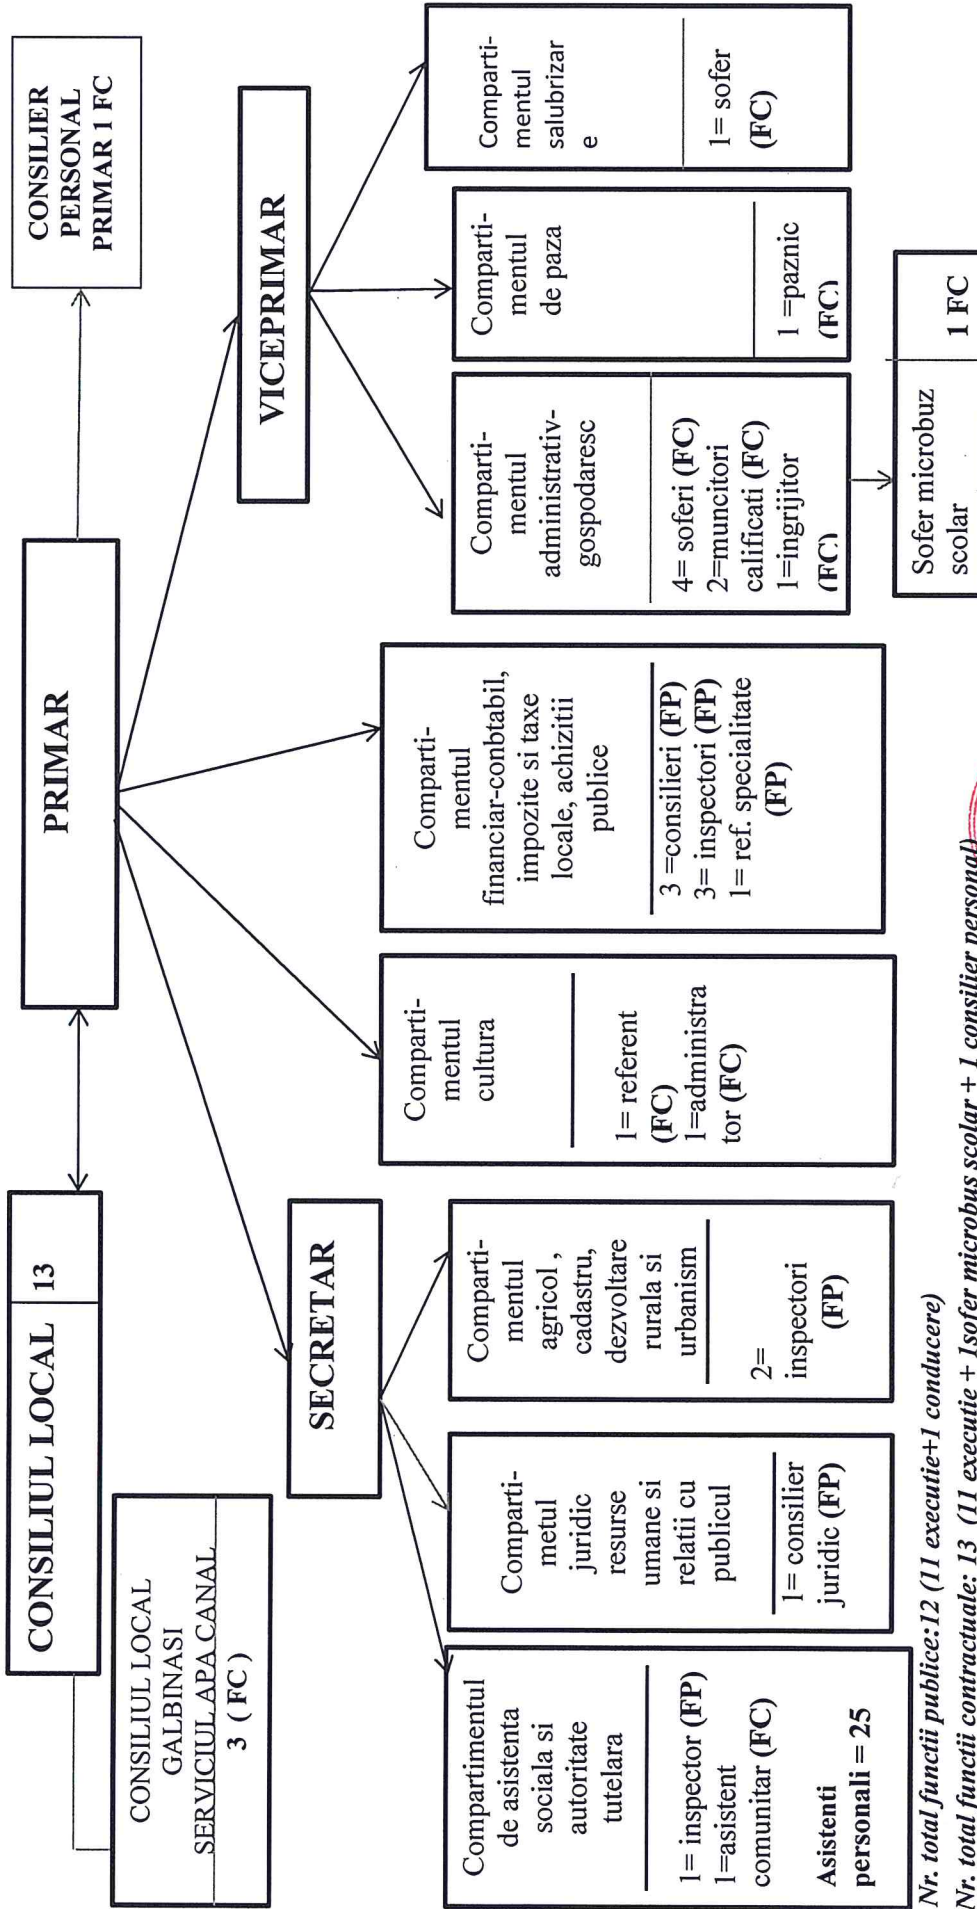 CONSILIUL LOCAL 13
CONSILIUL LOCAL
GALBINASI
SERVICIUL APA CANAL
3 ( FC )
PRIMAR
CONSILIER
PERSONAL
PRIMAR 1 FC
SECRETAR
VICEPRIMAR
Compartimentul
de asistenta
sociala si
autoritate
tutelara
1= inspector (FP)
1=asistent
comunitar (FC)
Asistenti
personali = 25
Comparti-
metul
juridic
resurse
umane si
relatii cu
publicul
1= consilier
juridic (FP)
Comparti-
mentul
agricol ,
cadastru,
dezvoltare
rurala si
urbanism
2=
inspectori
(FP)
Comparti-
mentul
cultura
1= referent
(FC)
1=administra
tor (FC)
Comparti-
mentul
financiar-conbtabil,
impozite si taxe
locale, achizitii
publice
3 =consilieri (FP)
3= inspectori (FP)
1= ref. specialitate
(FP)
Comparti-
mentul
administrativ-
gospodaresc
4= soferi (FC)
2=muncitori
calificati (FC)
1=ingrijitor
(FC)
Comparti-
mentul
de paza
1 =paznic
(FC)
Comparti-
mentul
salubrizar
e
1= sofer
(FC)
Sofer microbuz
scolar
1 FC
Nr. total functii publice:12 (11 executie+1 conducere)
Nr. total functii contractuale: 13 (11 executie + 1sofer microbus scolar + 1 consilier personal)